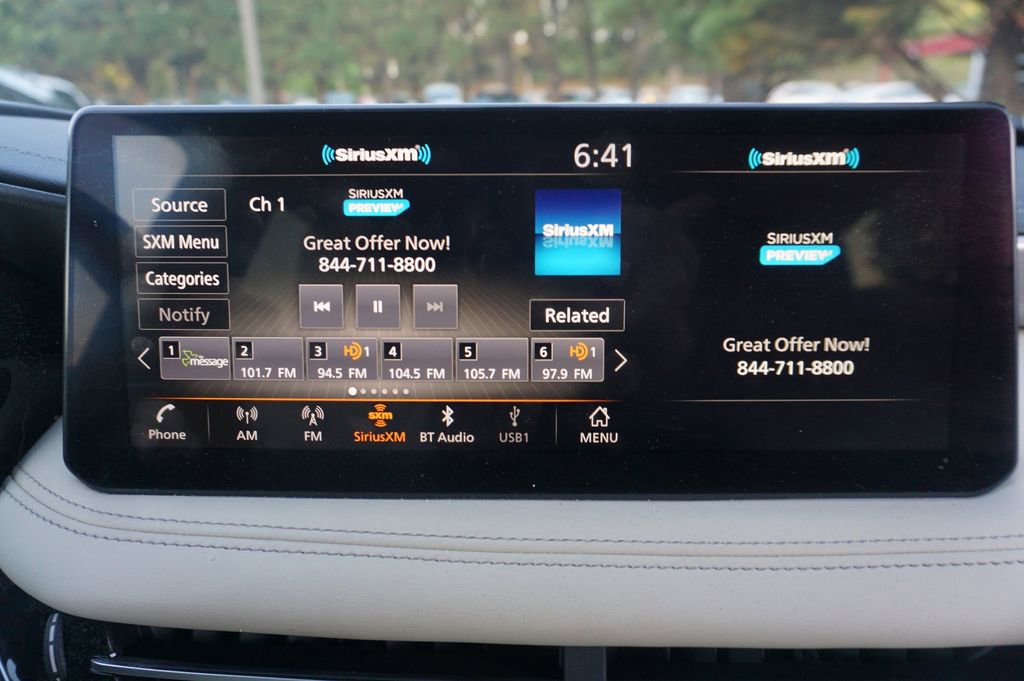 SiriusXM
6:41
SiriusXM
Source
Ch 1
SIRIUSXM
PREVIEW
SXM Menu
Great Offer Now!
844-711-8800
Categories
Notify
SiriusXM
Related
1 the message
2 101.7 FM
3 HD 1 94.5 FM
4 104.5 FM
5 105.7 FM
6 HD 1 97.9 FM
Phone
AM
FM
sxm
SiriusXM
BT Audio
USB1
MENU
SIRIUSXM
PREVIEW
Great Offer Now!
844-711-8800